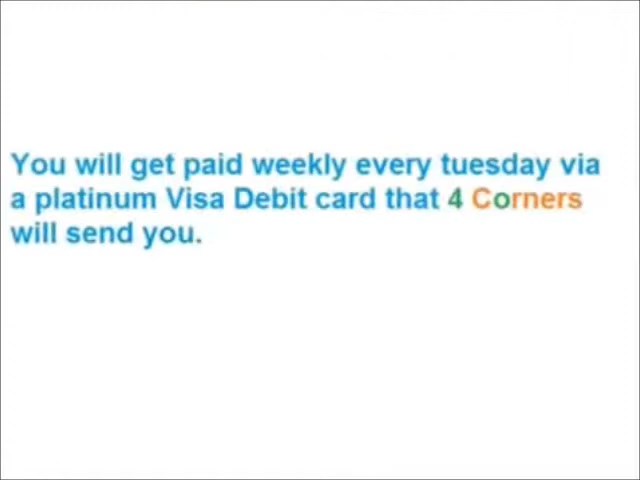 You will get paid weekly every tuesday via
a platinum Visa Debit card that 4 Corners
will send you.